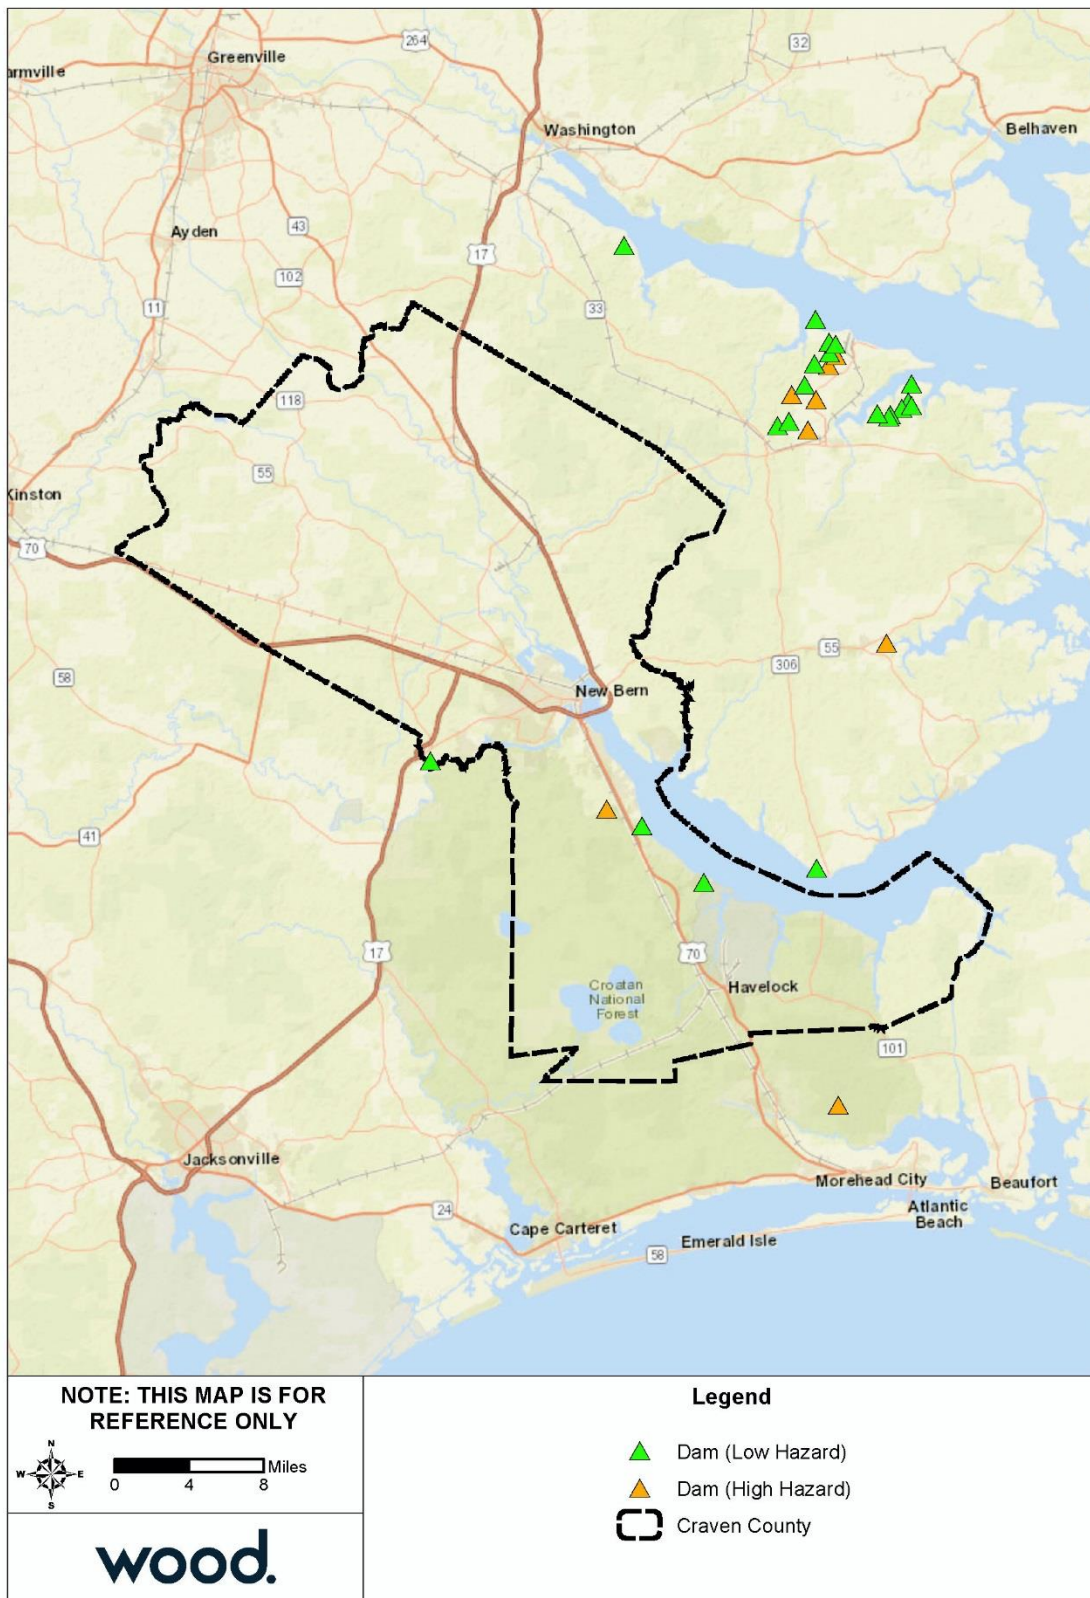 264
32
Greenville
armville
Washington
Belhaven
43
Ayden
17
102
11
33
118
55
Kinston
70
58
306
55
New Bern
41
17
70
Croatan
National
Forest
Havelock
101
Jacksonville
Morehead City
Beaufort
24
Atlantic
Beach
Cape Carteret
Emerald Isle
58
NOTE: THIS MAP IS FOR
REFERENCE ONLY
N
W E
S
Miles
0 4 8
wood.
Legend
Dam (Low Hazard)
Dam (High Hazard)
Craven County